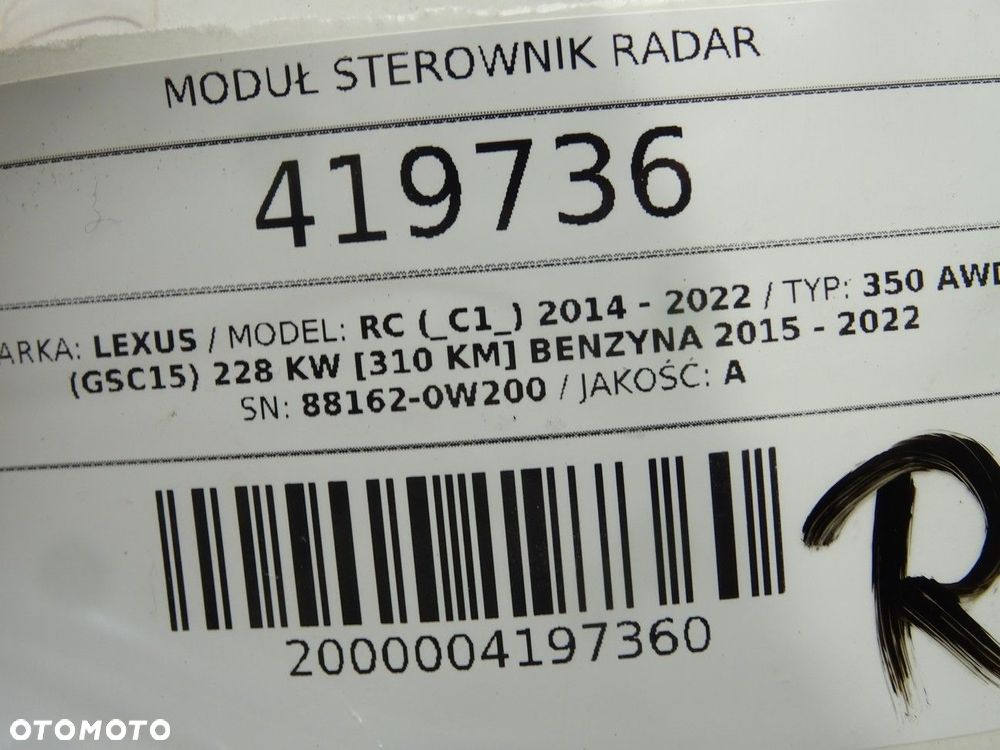 MODUŁ STEROWNIK RADAR
419736
ARKA: LEXUS / MODEL: RC (_C1_) 2014 - 2022 / TYP: 350 AWD
(GSC15) 228 KW [310 KM] BENZYNA 2015 - 2022
SN: 88162-0W200 / JAKOŚĆ: A
R
2000004197360
OTOMOTO